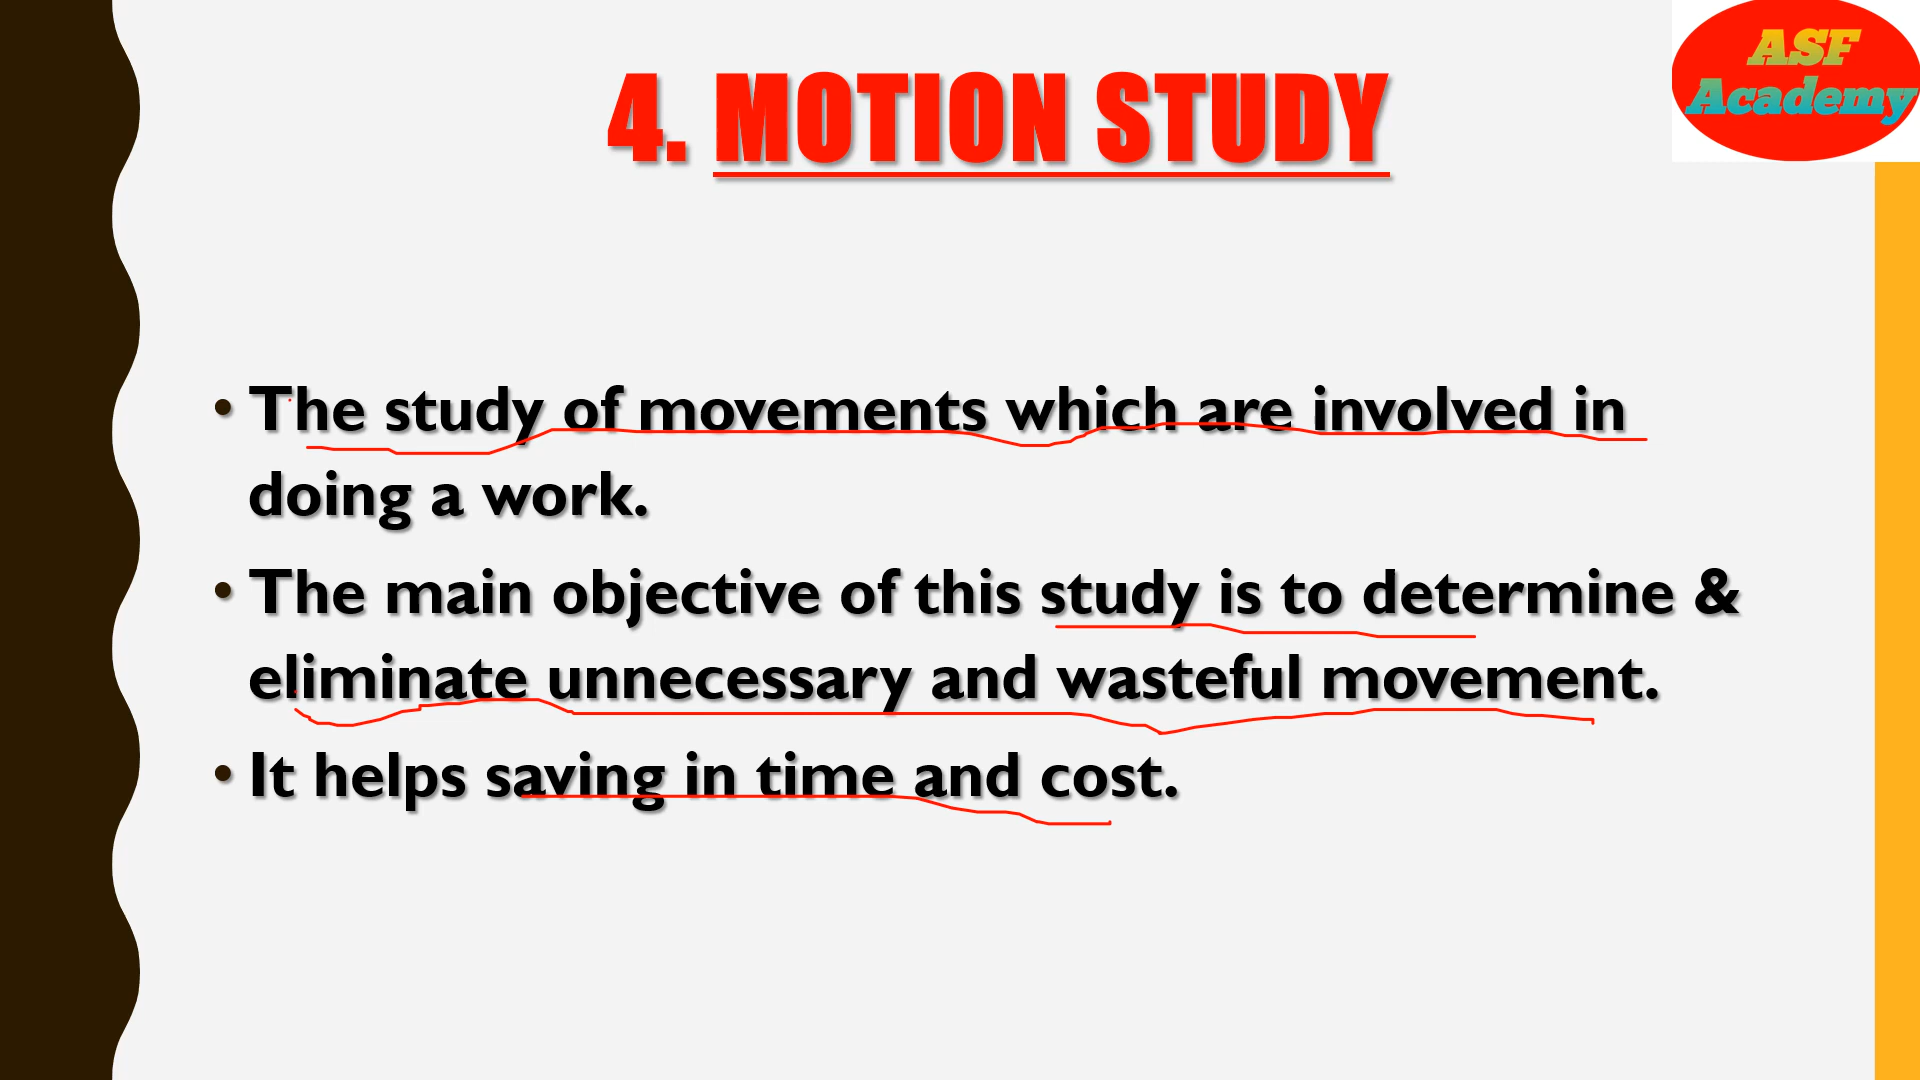 ASF
Academy
4. MOTION STUDY
• The study of movements which are involved in
doing a work.
• The main objective of this study is to determine &
eliminate unnecessary and wasteful movement.
• It helps saving in time and cost.